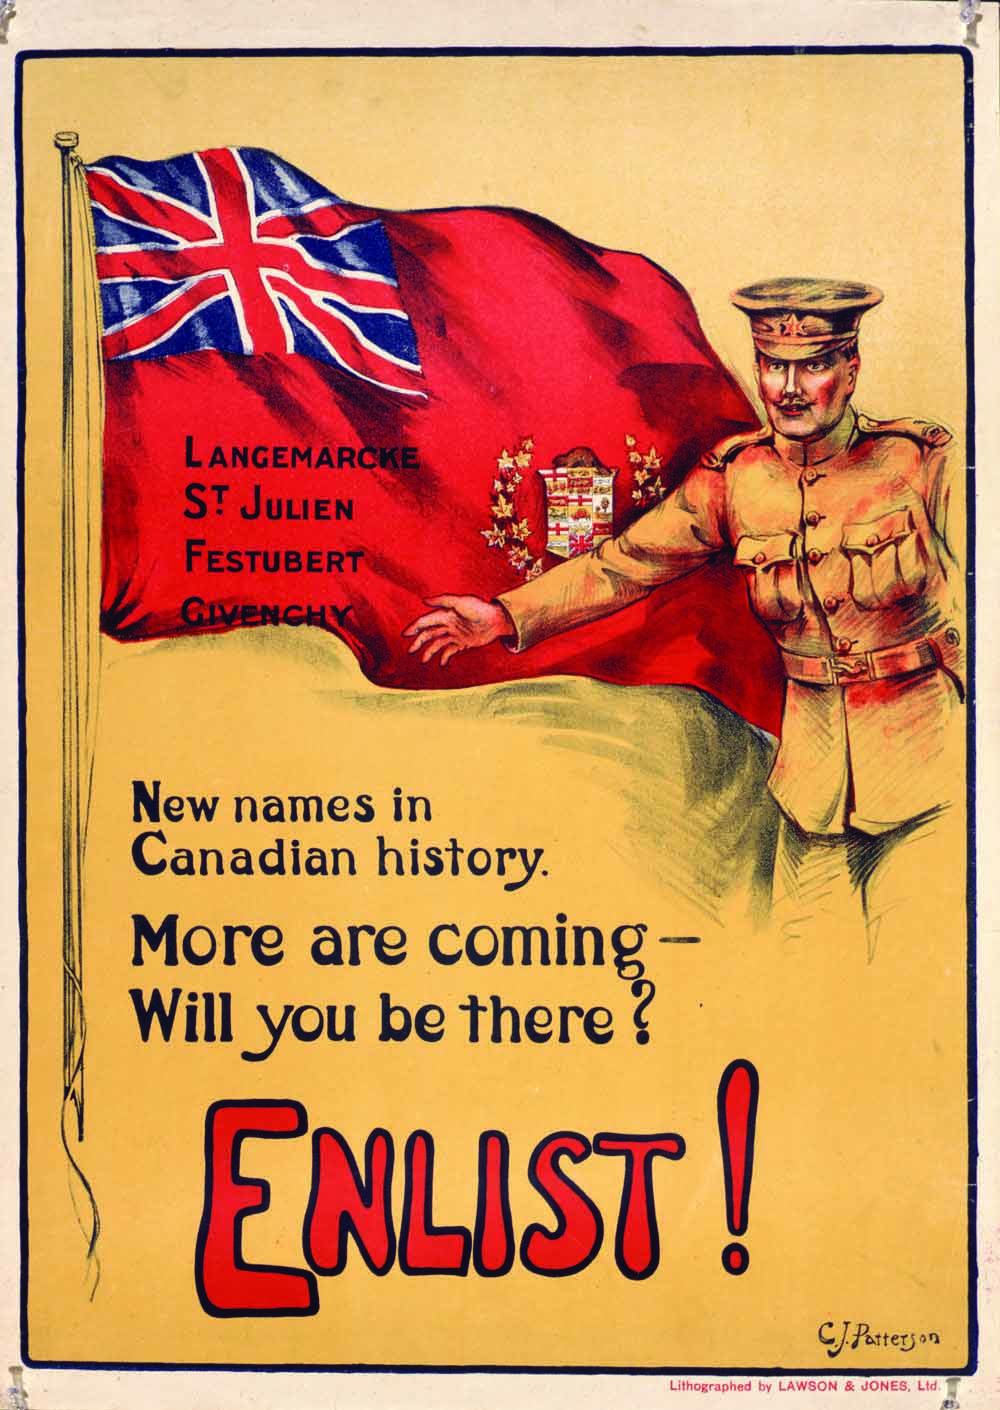 LANGEMARCKE
ST JULIEN
FESTUBERT
GIVENCHY
New names in
Canadian history.
More are coming –
Will you be there?
ENLIST!
C.J. Patterson
Lithographed by LAWSON & JONES, Ltd.